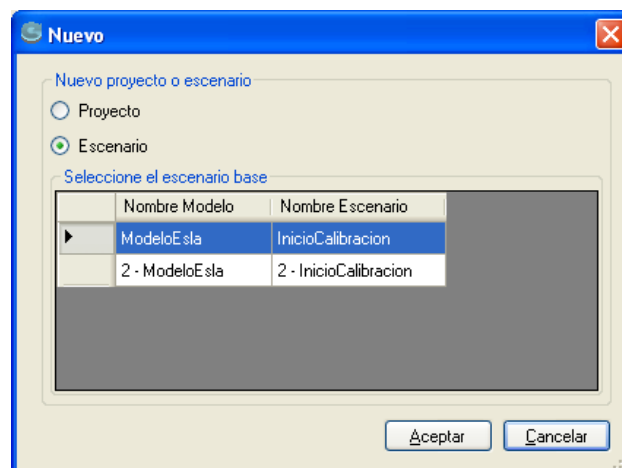 Nuevo
Nuevo proyecto o escenario
Proyecto
Escenario
Seleccione el escenario base
Nombre Modelo Nombre Escenario
ModeloEsla InicioCalibracion
2 - ModeloEsla 2 - InicioCalibracion
Aceptar Cancelar